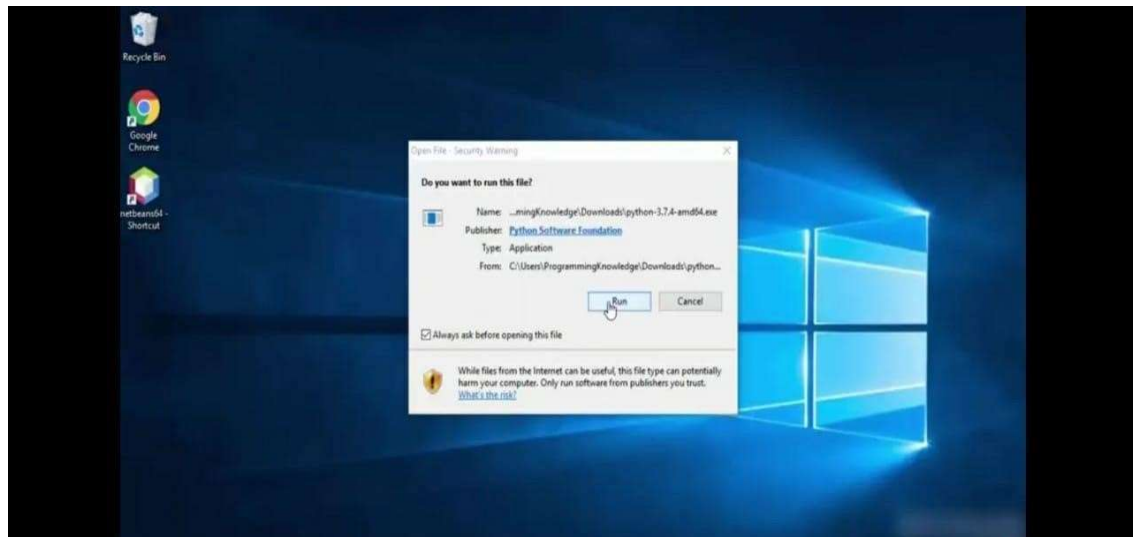 Recycle Bin
Google
Chrome
netbeans64 -
Shortcut
Open File - Security Warning
Do you want to run this file?
Name: ...mingKnowledge\Downloads\python-3.7.4-amd64.exe
Publisher: Python Software Foundation
Type: Application
From: C:\Users\ProgrammingKnowledge\Downloads\python...
Run Cancel
Always ask before opening this file
While files from the Internet can be useful, this file type can potentially
harm your computer. Only run software from publishers you trust.
What's the risk?